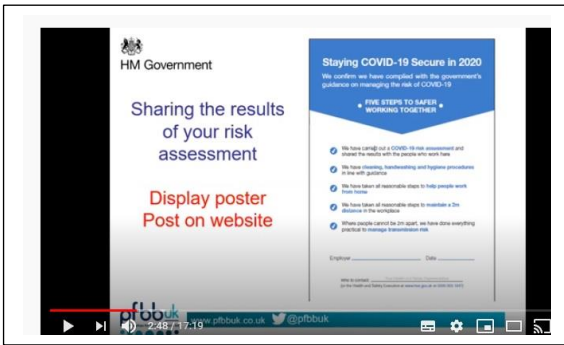 HM Government
Sharing the results
of your risk
assessment
Display poster
Post on website
Staying COVID-19 Secure in 2020
We confirm we have complied with the government's
guidance on managing the risk of COVID-19
FIVE STEPS TO SAFER
WORKING TOGETHER
We have carried out a COVID-19 risk assessment and
shared the results with the people who work here
We have cleaning, handwashing and hygiene procedures
in line with guidance
We have taken all reasonable steps to help people work
from home
We have taken all reasonable steps to maintain a 2m
distance in the workplace
Where people cannot be 2m apart, we have done everything
practical to manage transmission risk
Employer Date
Who to contact:
pfbbuk
www.pfbbuk.co.uk @pfbbuk
2:48 / 17:19